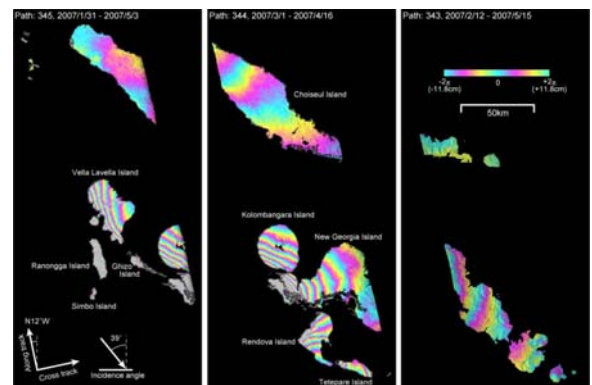 Path: 345, 2007/1/31 - 2007/5/3
Path: 344, 2007/3/1 - 2007/4/16
Path: 343, 2007/2/12 - 2007/5/15
-2π
0
+2π
(-11.8cm)
(+11.8cm)
50km
Choiseul Island
Vella Lavella Island
Kolombangara Island
New Georgia Island
Ranongga Island
Ghizo Island
Simbo Island
Rendova Island
Tetepare Island
N12°W
Along track
Cross track
39°
Incidence angle